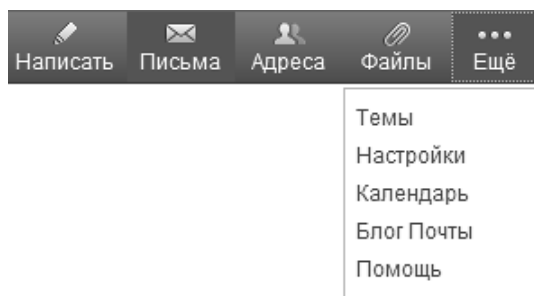 Написать Письма Адреса Файлы Ещё
Темы
Настройки
Календарь
Блог Почты
Помощь